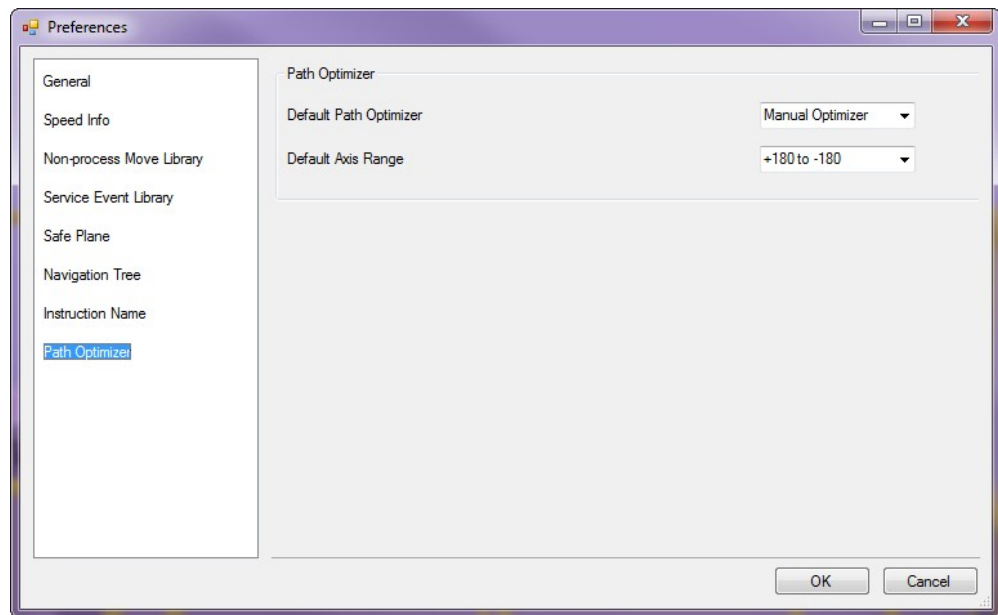 Preferences
General
Speed Info
Non-process Move Library
Service Event Library
Safe Plane
Navigation Tree
Instruction Name
Path Optimizer
Path Optimizer
Default Path Optimizer
Manual Optimizer
Default Axis Range
+180 to -180
OK
Cancel